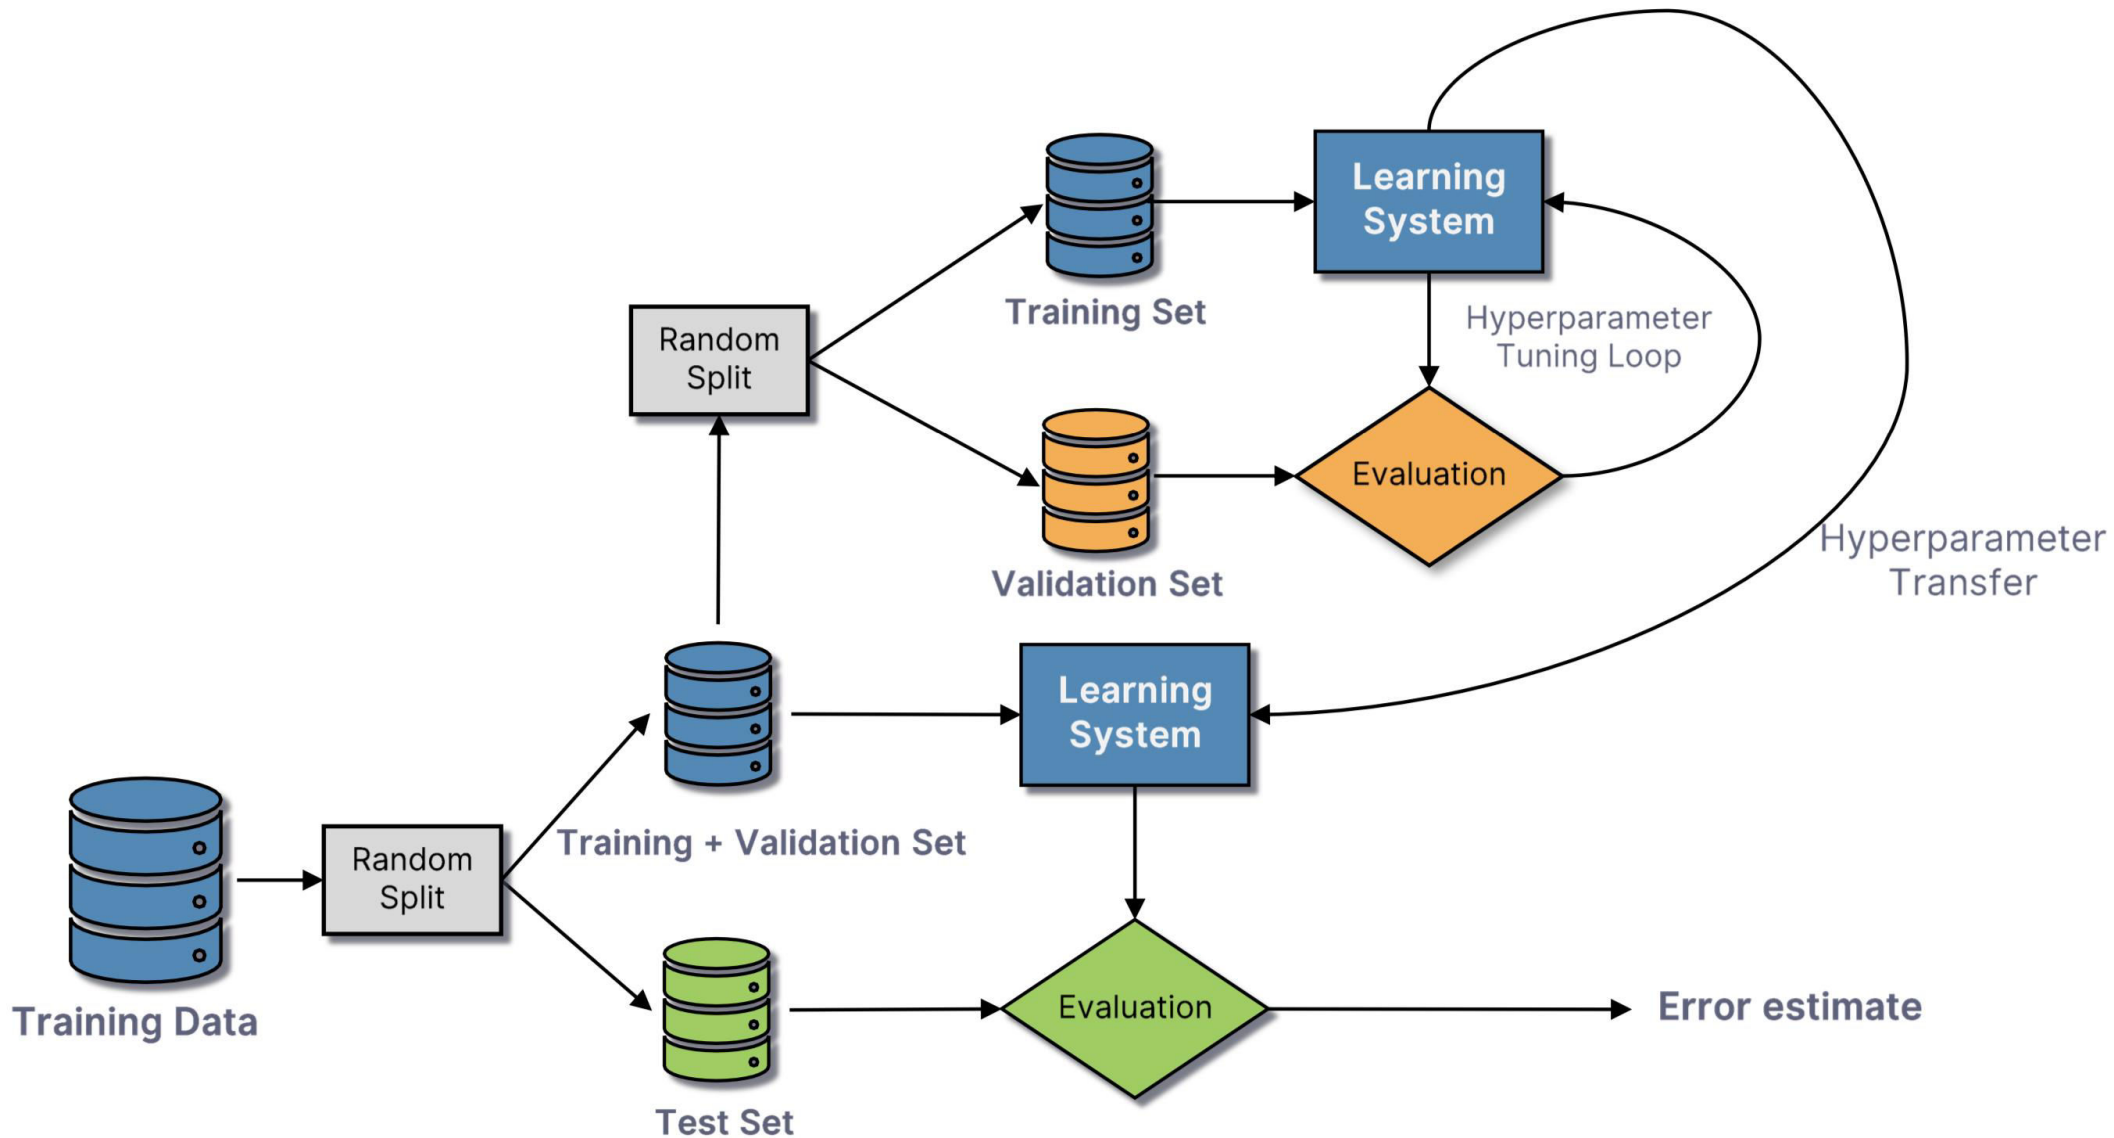 Learning
System
Training Set
Hyperparameter
Tuning Loop
Random
Split
Evaluation
Validation Set
Hyperparameter
Transfer
Learning
System
Training + Validation Set
Random
Split
Training Data
Evaluation
Error estimate
Test Set